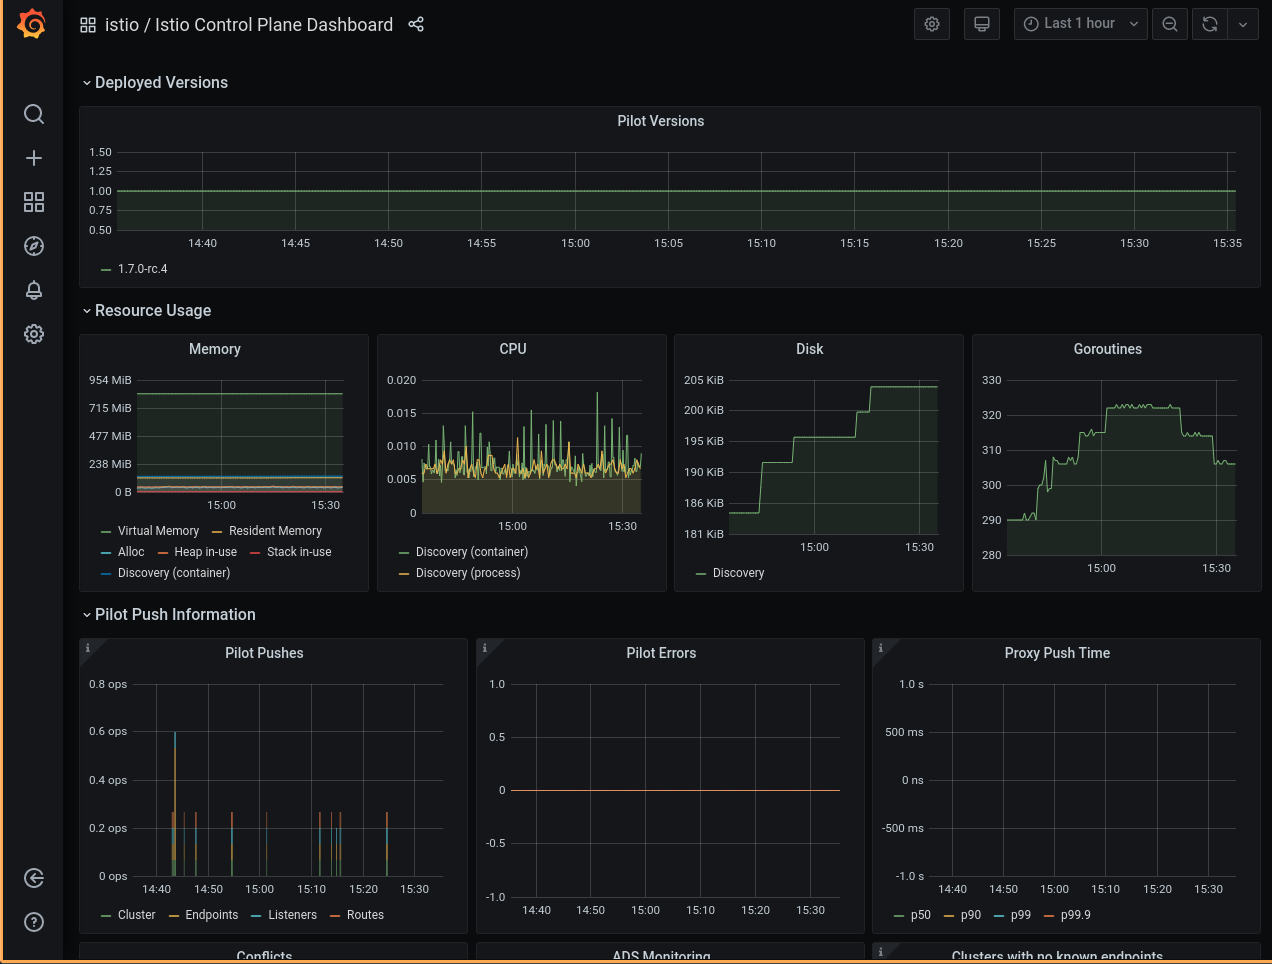 istio / Istio Control Plane Dashboard
Last 1 hour
Deployed Versions
Pilot Versions
1.50
1.25
1.00
0.75
0.50
14:40 14:45 14:50 14:55 15:00 15:05 15:10 15:15 15:20 15:25 15:30 15:35
1.7.0-rc.4
Resource Usage
Memory
954 MiB
715 MiB
477 MiB
238 MiB
0 B
15:00 15:30
Virtual Memory Resident Memory
Alloc Heap in-use Stack in-use
Discovery (container)
CPU
0.020
0.015
0.010
0.005
0
15:00 15:30
Discovery (container)
Discovery (process)
Disk
205 KiB
200 KiB
195 KiB
190 KiB
186 KiB
181 KiB
15:00 15:30
Discovery
Goroutines
330
320
310
300
290
280
15:00 15:30
Pilot Push Information
i
Pilot Pushes
0.8 ops
0.6 ops
0.4 ops
0.2 ops
0 ops
14:40 14:50 15:00 15:10 15:20 15:30
Cluster Endpoints Listeners Routes
i
Pilot Errors
1.0
0.5
0
-0.5
-1.0
14:40 14:50 15:00 15:10 15:20 15:30
i
Proxy Push Time
1.0 s
500 ms
0 ns
-500 ms
-1.0 s
14:40 14:50 15:00 15:10 15:20 15:30
p50 p90 p99 p99.9
Conflicts
ADS Monitoring
i
Clusters with no known endpoints